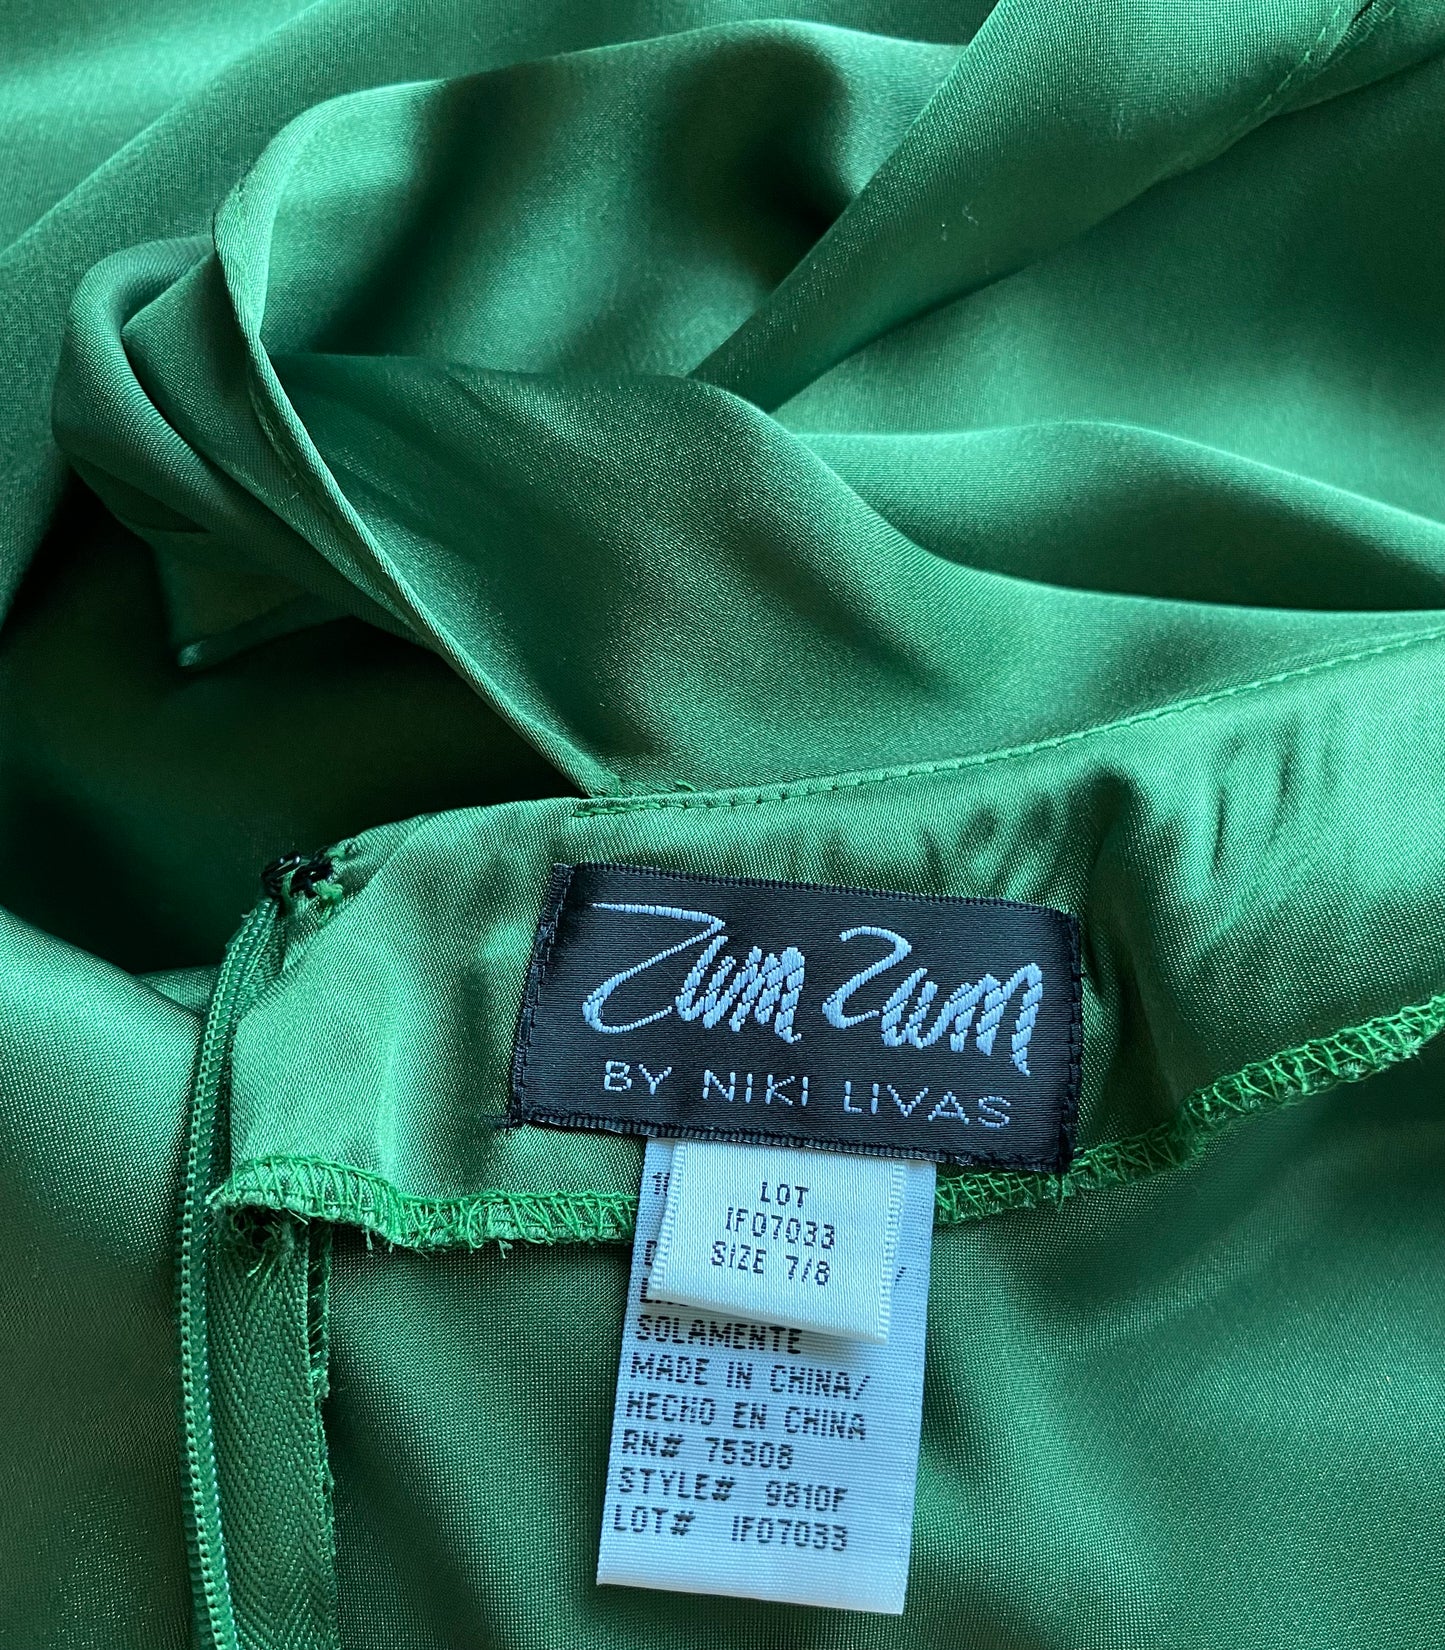 Zum Zum
BY NIKI LIVAS
LOT
IF07033
SIZE 7/8
SOLAMENTE
MADE IN CHINA/
HECHO EN CHINA
RN# 75308
STYLE# 9810F
LOT# IF07033